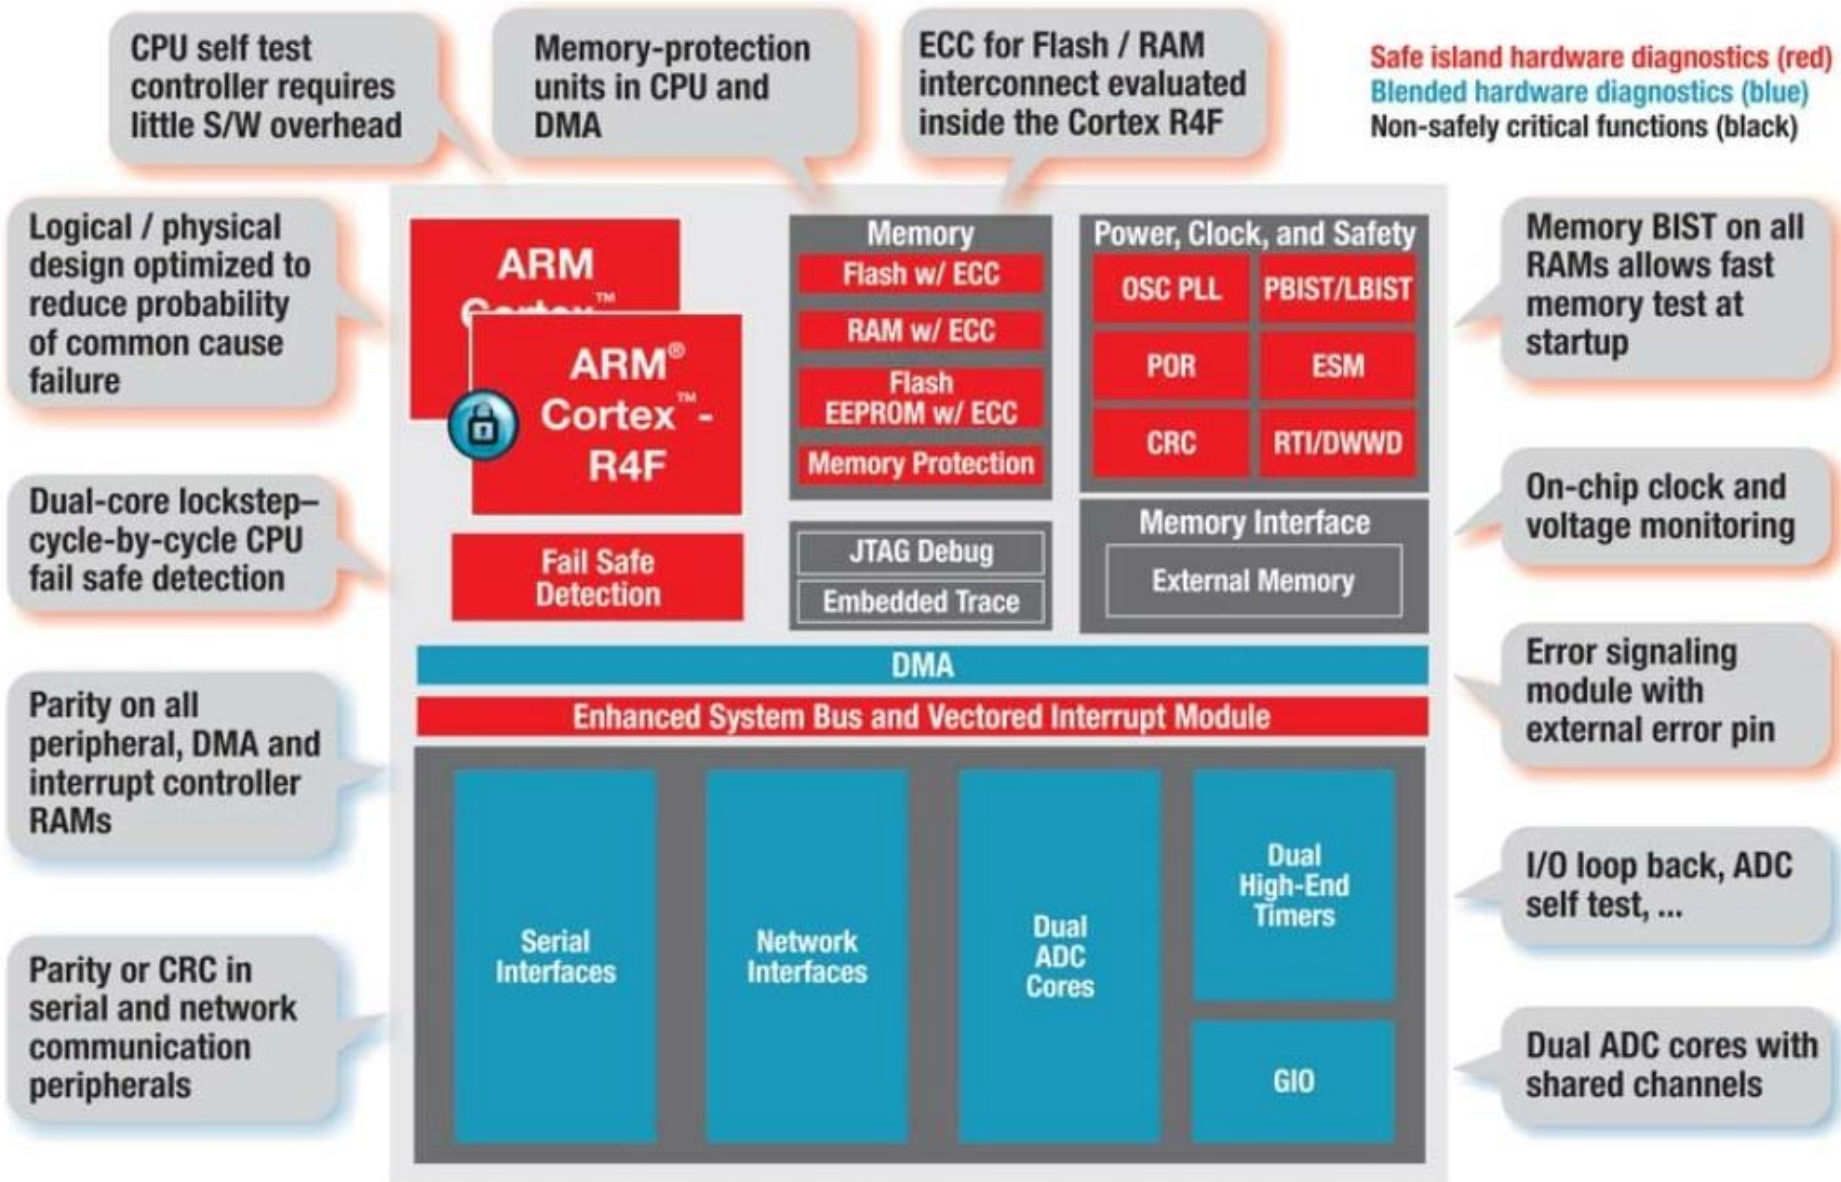 CPU self test
controller requires
little S/W overhead
Memory-protection
units in CPU and
DMA
ECC for Flash / RAM
interconnect evaluated
inside the Cortex R4F
Safe island hardware diagnostics (red)
Blended hardware diagnostics (blue)
Non-safely critical functions (black)
Logical / physical
design optimized to
reduce probability
of common cause
failure
Dual-core lockstep–
cycle-by-cycle CPU
fail safe detection
Parity on all
peripheral, DMA and
interrupt controller
RAMs
Parity or CRC in
serial and network
communication
peripherals
ARM
Cortex™
ARM®
Cortex™-
R4F
Fail Safe
Detection
Memory
Flash w/ ECC
RAM w/ ECC
Flash
EEPROM w/ ECC
Memory Protection
JTAG Debug
Embedded Trace
Power, Clock, and Safety
OSC PLL
PBIST/LBIST
POR
ESM
CRC
RTI/DWWD
Memory Interface
External Memory
DMA
Enhanced System Bus and Vectored Interrupt Module
Serial
Interfaces
Network
Interfaces
Dual
ADC
Cores
Dual
High-End
Timers
GIO
Memory BIST on all
RAMs allows fast
memory test at
startup
On-chip clock and
voltage monitoring
Error signaling
module with
external error pin
I/O loop back, ADC
self test, ...
Dual ADC cores with
shared channels